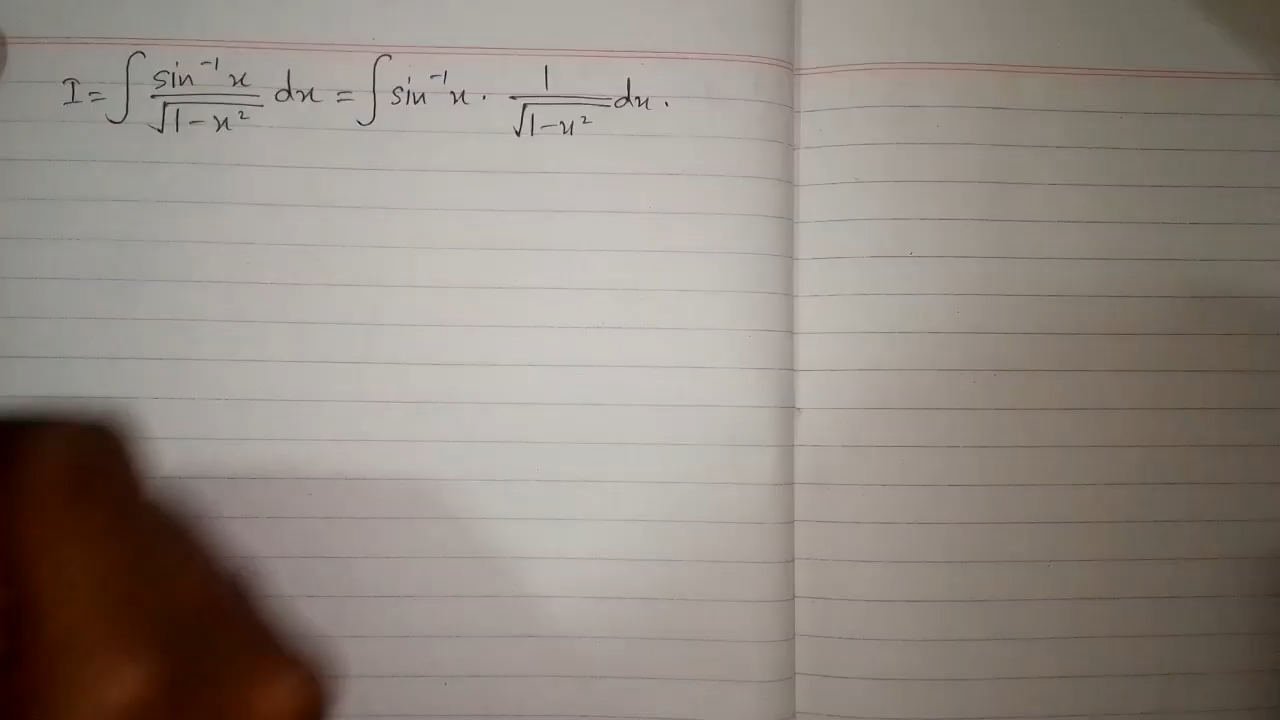 I = ∫ sin⁻¹x / √(1-x²) dx = ∫ sin⁻¹x · 1 / √(1-x²) dx .